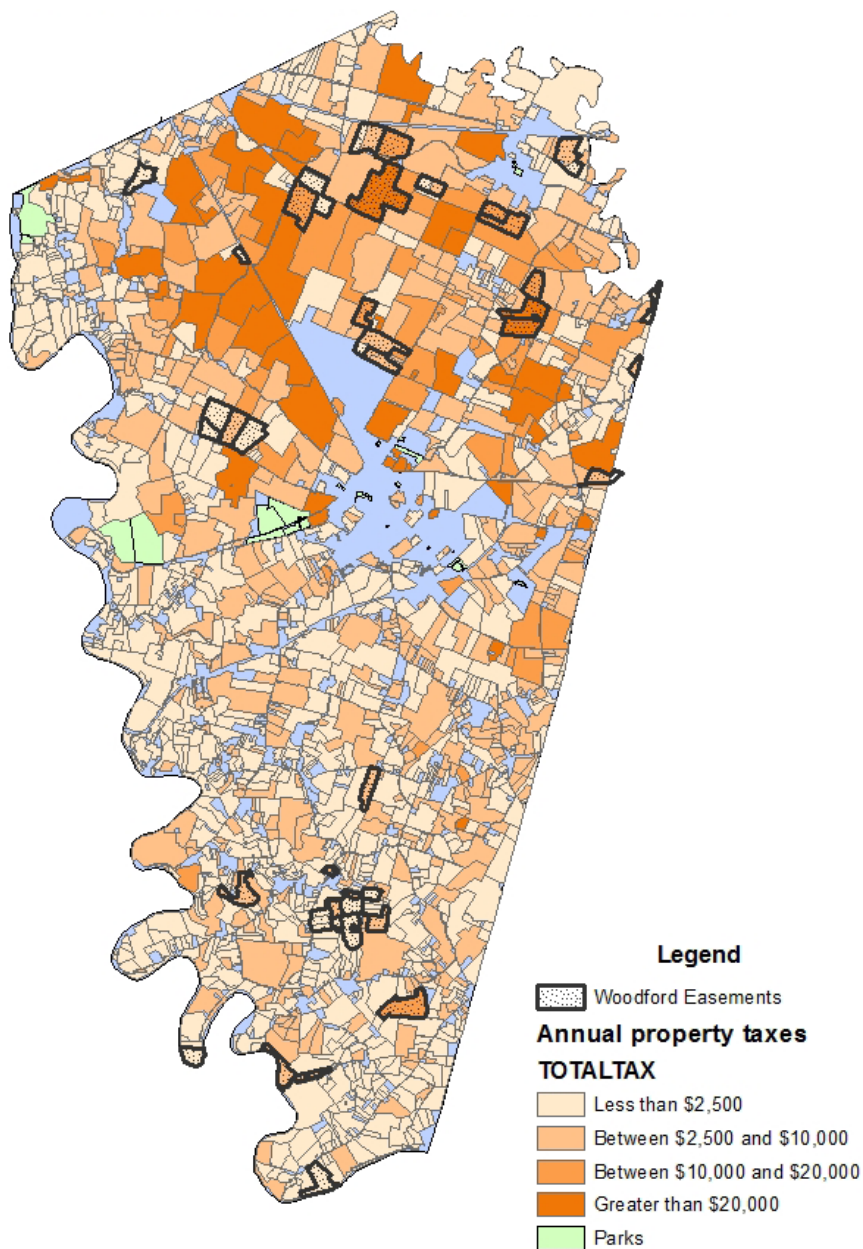 Legend
Woodford Easements
Annual property taxes
TOTALTAX
Less than $2,500
Between $2,500 and $10,000
Between $10,000 and $20,000
Greater than $20,000
Parks